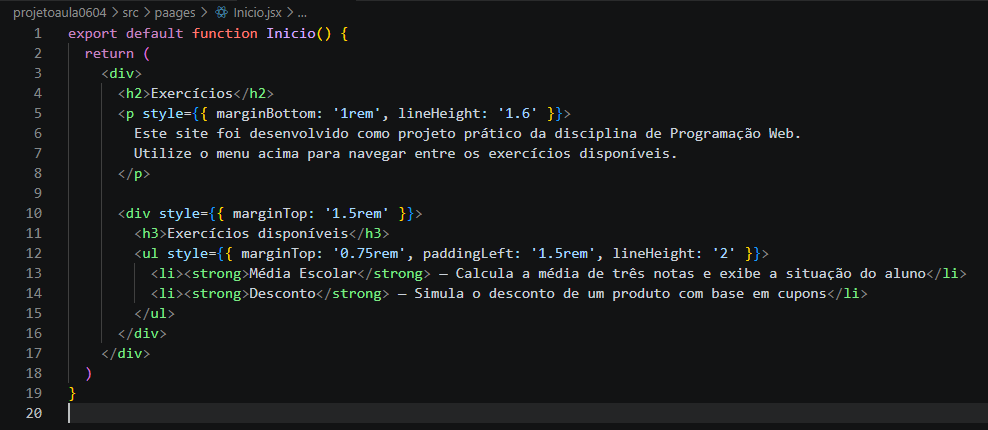 projetoaula0604 > src > paages > Inicio.jsx > ...
1 export default function Inicio() {
2   return (
3     <div>
4       <h2>Exercícios</h2>
5       <p style={{ marginBottom: '1rem', lineHeight: '1.6' }}>
6         Este site foi desenvolvido como projeto prático da disciplina de Programação Web.
7         Utilize o menu acima para navegar entre os exercícios disponíveis.
8       </p>
9
10       <div style={{ marginTop: '1.5rem' }}>
11         <h3>Exercícios disponíveis</h3>
12         <ul style={{ marginTop: '0.75rem', paddingLeft: '1.5rem', lineHeight: '2' }}>
13           <li><strong>Média Escolar</strong> — Calcula a média de três notas e exibe a situação do aluno</li>
14           <li><strong>Desconto</strong> — Simula o desconto de um produto com base em cupons</li>
15         </ul>
16       </div>
17     </div>
18   )
19 }
20